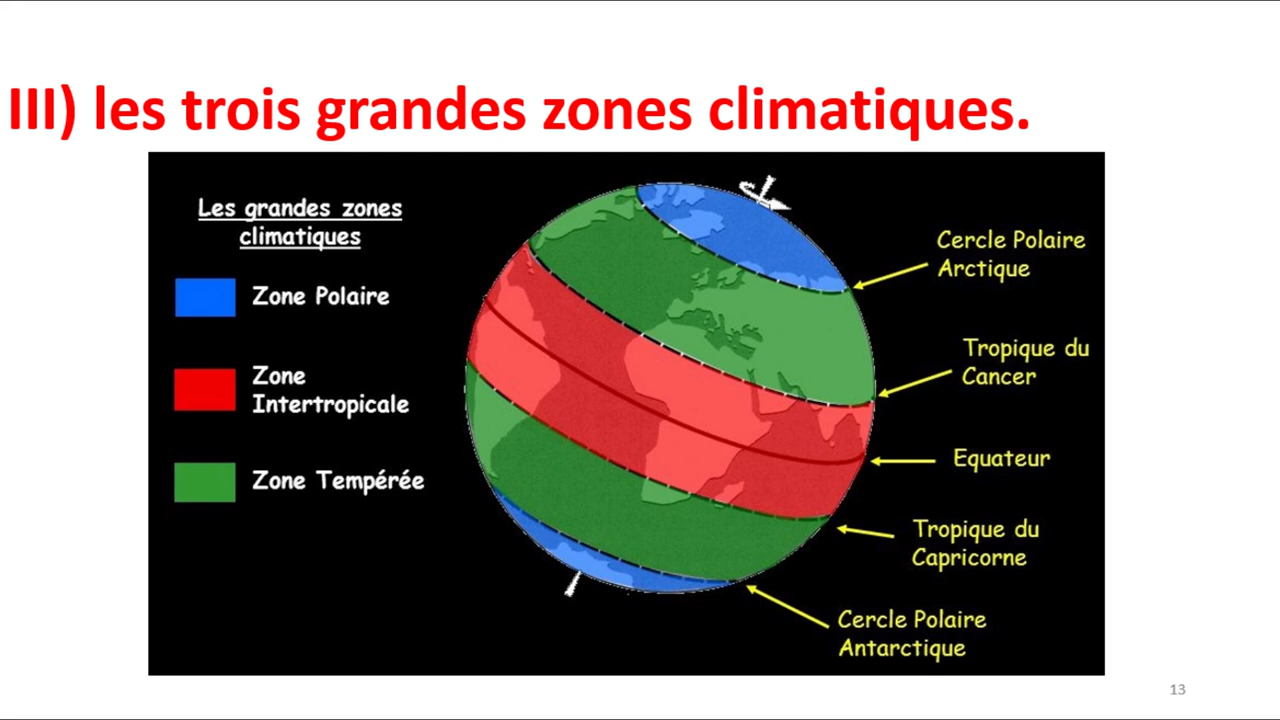 III) les trois grandes zones climatiques.
Les grandes zones
climatiques
Zone Polaire
Zone
Intertropicale
Zone Tempérée
Cercle Polaire
Arctique
Tropique du
Cancer
Equateur
Tropique du
Capricorne
Cercle Polaire
Antarctique
13